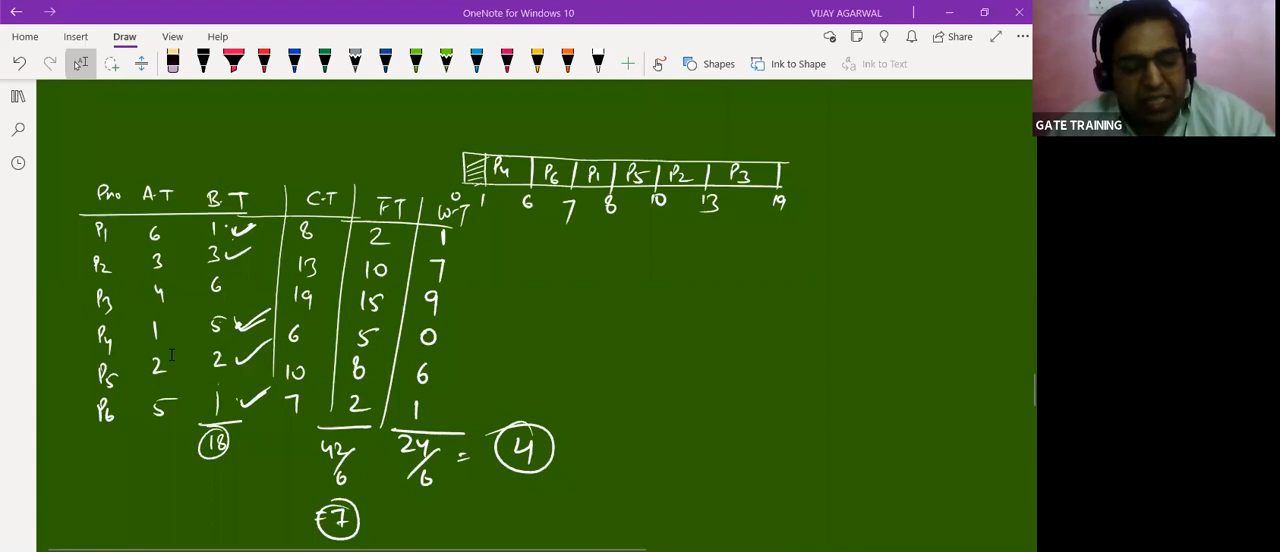 OneNote for Windows 10
VIJAY AGARWAL
Home Insert Draw View Help
Share
Shapes
Ink to Shape
Ink to Text
GATE TRAINING
P4 P6 P1 P5 P2 P3
0 1 6 7 8 10 13 19
Pno A.T B.T C.T F T W.T
P1 6 1 8 2 1
P2 3 3 13 10 7
P3 4 6 19 15 9
P4 1 5 6 5 0
P5 2 2 10 8 6
P6 5 1 7 2 1
18 42/6 24/6 = 4
=7